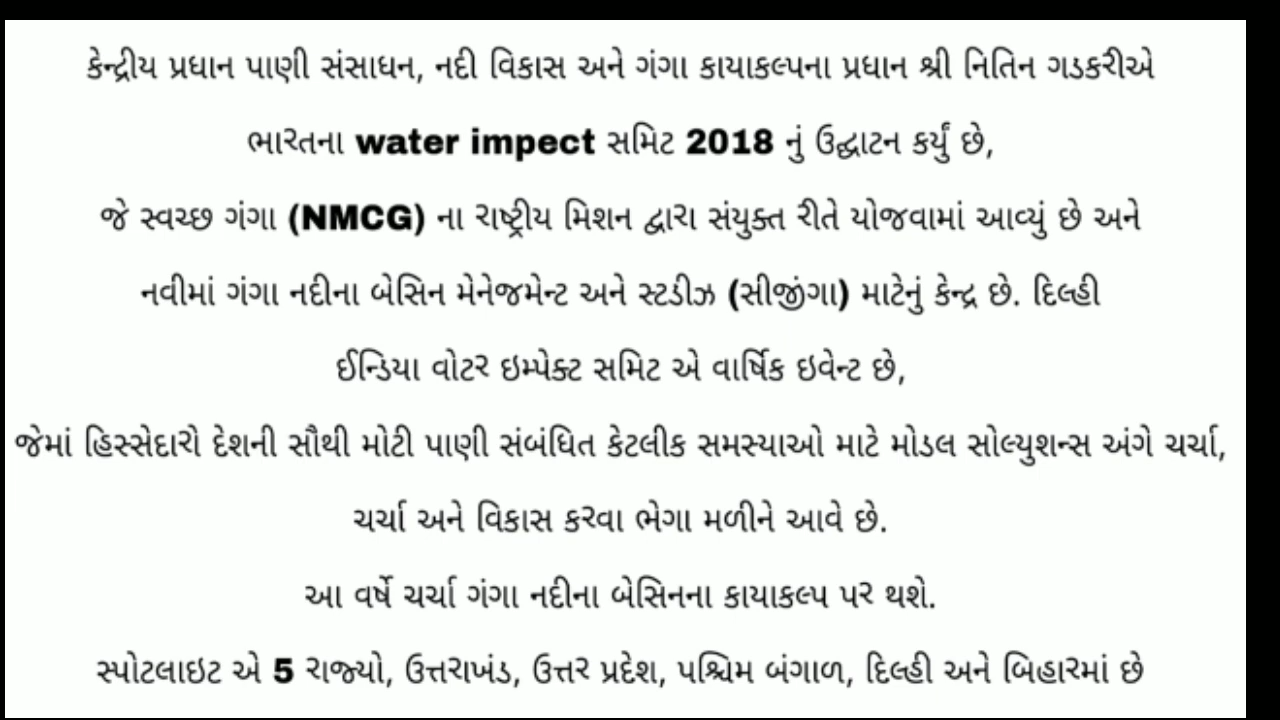 કેન્દ્રીય પ્રધાન પાણી સંસાધન, નદી વિકાસ અને ગંગા કાયાકલ્પના પ્રધાન શ્રી નિતિન ગડકરીએ
ભારતના water impect સમિટ 2018 નું ઉદ્ઘાટન કર્યું છે,
જે સ્વચ્છ ગંગા (NMCG) ના રાષ્ટ્રીય મિશન દ્વારા સંયુક્ત રીતે યોજવામાં આવ્યું છે અને
નવીમાં ગંગા નદીના બેસિન મેનેજમેન્ટ અને સ્ટડીઝ (સીજીંગા) માટેનું કેન્દ્ર છે. દિલ્હી
ઈન્ડિયા વોટર ઇમ્પેક્ટ સમિટ એ વાર્ષિક ઇવેન્ટ છે,
જેમાં હિસ્સેદારો દેશની સૌથી મોટી પાણી સંબંધિત કેટલીક સમસ્યાઓ માટે મોડલ સોલ્યુશન્સ અંગે ચર્ચા,
ચર્ચા અને વિકાસ કરવા ભેગા મળીને આવે છે.
આ વર્ષે ચર્ચા ગંગા નદીના બેસિનના કાયાકલ્પ પર થશે.
સ્પોટલાઇટ એ 5 રાજ્યો, ઉત્તરાખંડ, ઉત્તર પ્રદેશ, પશ્ચિમ બંગાળ, દિલ્હી અને બિહારમાં છે